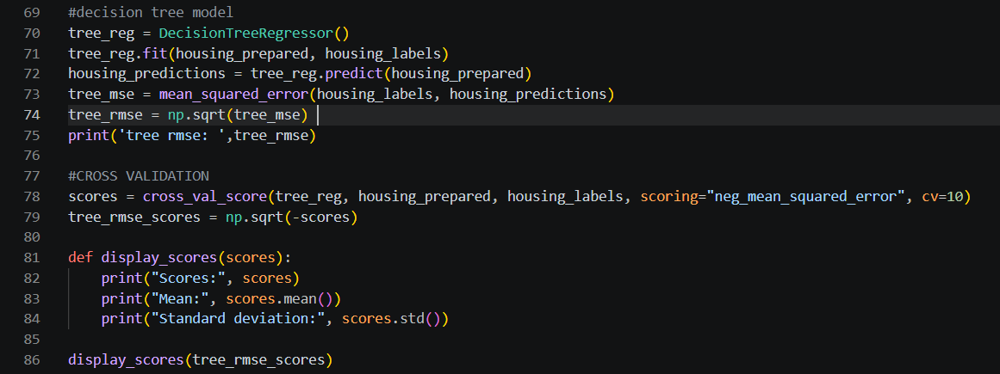 69 #decision tree model
70 tree_reg = DecisionTreeRegressor()
71 tree_reg.fit(housing_prepared, housing_labels)
72 housing_predictions = tree_reg.predict(housing_prepared)
73 tree_mse = mean_squared_error(housing_labels, housing_predictions)
74 tree_rmse = np.sqrt(tree_mse)
75 print('tree rmse: ',tree_rmse)
76
77 #CROSS VALIDATION
78 scores = cross_val_score(tree_reg, housing_prepared, housing_labels, scoring="neg_mean_squared_error", cv=10)
79 tree_rmse_scores = np.sqrt(-scores)
80
81 def display_scores(scores):
82     print("Scores:", scores)
83     print("Mean:", scores.mean())
84     print("Standard deviation:", scores.std())
85
86 display_scores(tree_rmse_scores)